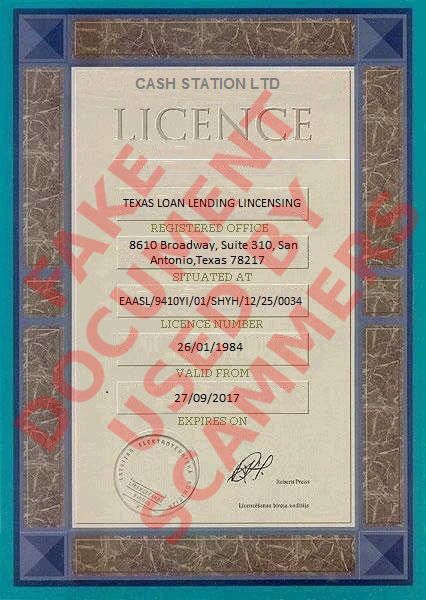 CASH STATION LTD
LICENCE
TEXAS LOAN LENDING LINCENSING
REGISTERED OFFICE
8610 Broadway, Suite 310, San
Antonio,Texas 78217
SITUATED AT
EAASL/9410YI/01/SHYH/12/25/0034
LICENCE NUMBER
26/01/1984
VALID FROM
27/09/2017
EXPIRES ON
Roberts Preiss
Licencēšanas biroja vadītājs
FAKE
DOCUMENT
USED BY
SCAMMERS